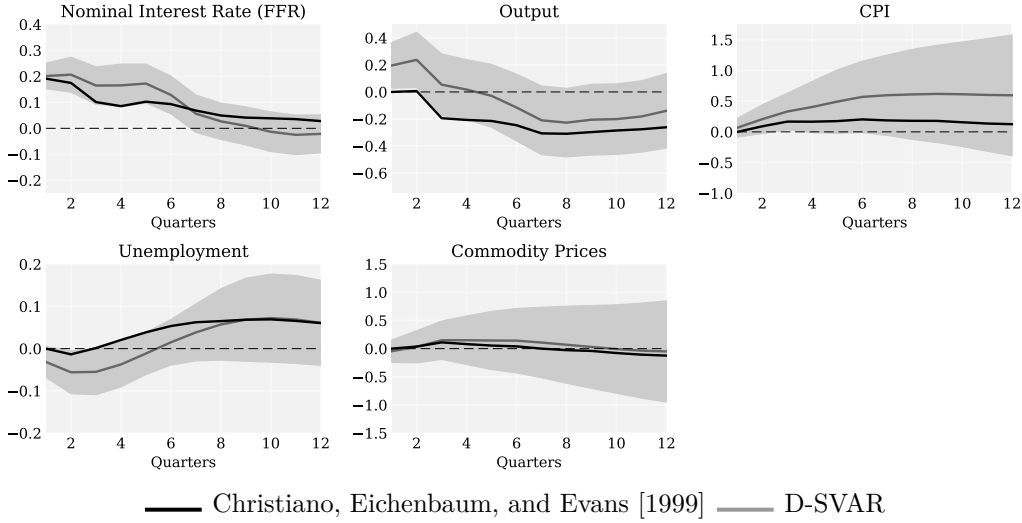 Nominal Interest Rate (FFR)
Output
CPI
0.4
0.3
0.2
0.1
0.0
−0.1
−0.2
2 4 6 8 10 12
Quarters
0.4
0.2
0.0
−0.2
−0.4
−0.6
2 4 6 8 10 12
Quarters
1.5
1.0
0.5
0.0
−0.5
−1.0
2 4 6 8 10 12
Quarters
Unemployment
Commodity Prices
0.2
0.1
0.0
−0.1
−0.2
2 4 6 8 10 12
Quarters
1.5
1.0
0.5
0.0
−0.5
−1.0
−1.5
2 4 6 8 10 12
Quarters
Christiano, Eichenbaum, and Evans [1999] D-SVAR